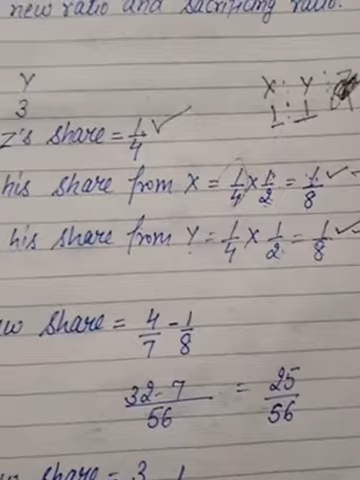 new ratio and sacrificing ratio.
Y
X : Y :
3
1 : 1
Z's share = 1/4 ✓
his share from X = 1/4 × 1/2 = 1/8 ✓
his share from Y = 1/4 × 1/2 = 1/8 ✓
share = 4/7 - 1/8
32-7/56 = 25/56
share = 3 1